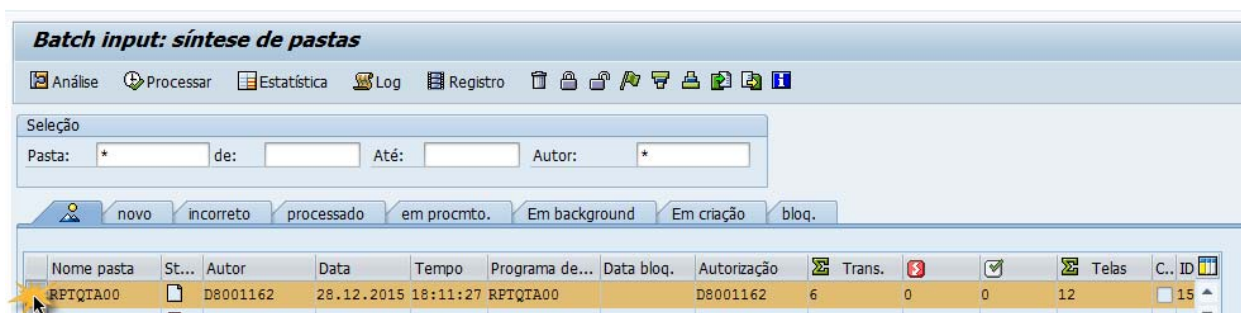 Batch input: síntese de pastas
Análise Processar Estatística Log Registro
Seleção
Pasta: * de: Até: Autor: *
novo incorreto processado em procmto. Em background Em criação bloq.
Nome pasta St... Autor Data Tempo Programa de... Data bloq. Autorização Trans. Telas C.. ID
RPTQTA00 D8001162 28.12.2015 18:11:27 RPTQTA00 D8001162 6 0 0 12 15